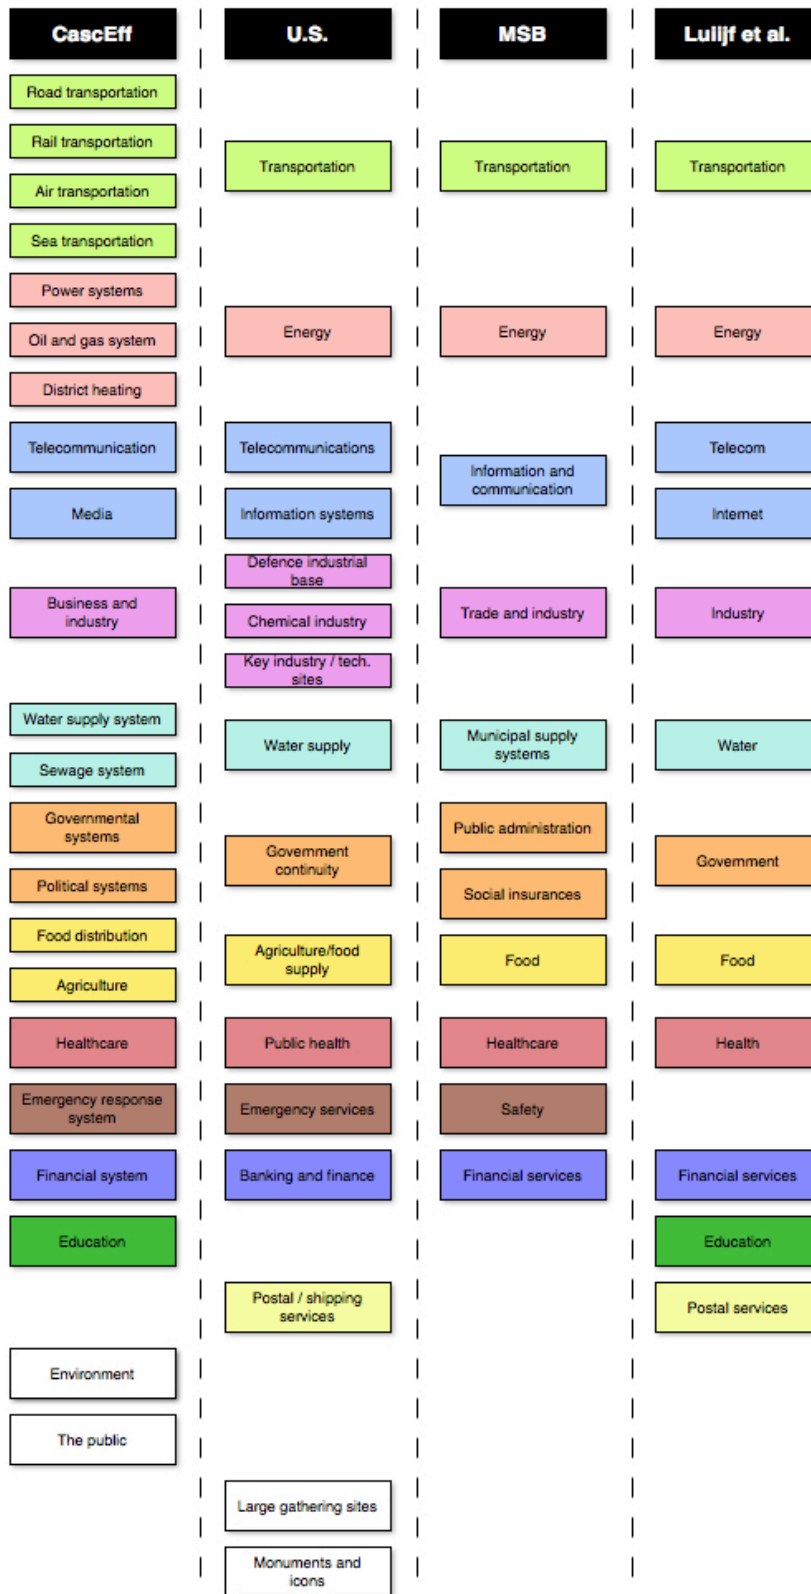 CascEff
U.S.
MSB
Luiijf et al.
Road transportation
Rail transportation
Air transportation
Sea transportation
Transportation
Transportation
Transportation
Power systems
Oil and gas system
District heating
Energy
Energy
Energy
Telecommunication
Telecommunications
Information and
communication
Telecom
Media
Information systems
Internet
Defence industrial
base
Business and
industry
Chemical industry
Trade and industry
Industry
Key industry / tech.
sites
Water supply system
Sewage system
Water supply
Municipal supply
systems
Water
Governmental
systems
Political systems
Government
continuity
Public administration
Social insurances
Government
Food distribution
Agriculture
Agriculture/food
supply
Food
Food
Healthcare
Public health
Healthcare
Health
Emergency response
system
Emergency services
Safety
Financial system
Banking and finance
Financial services
Financial services
Education
Education
Postal / shipping
services
Postal services
Environment
The public
Large gathering sites
Monuments and
icons